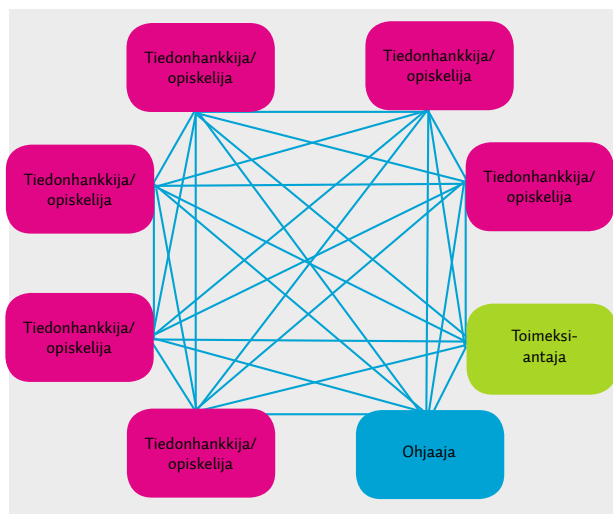 Tiedonhankkija/
opiskelija
Tiedonhankkija/
opiskelija
Tiedonhankkija/
opiskelija
Tiedonhankkija/
opiskelija
Tiedonhankkija/
opiskelija
Toimeksi-
antaja
Tiedonhankkija/
opiskelija
Ohjaaja